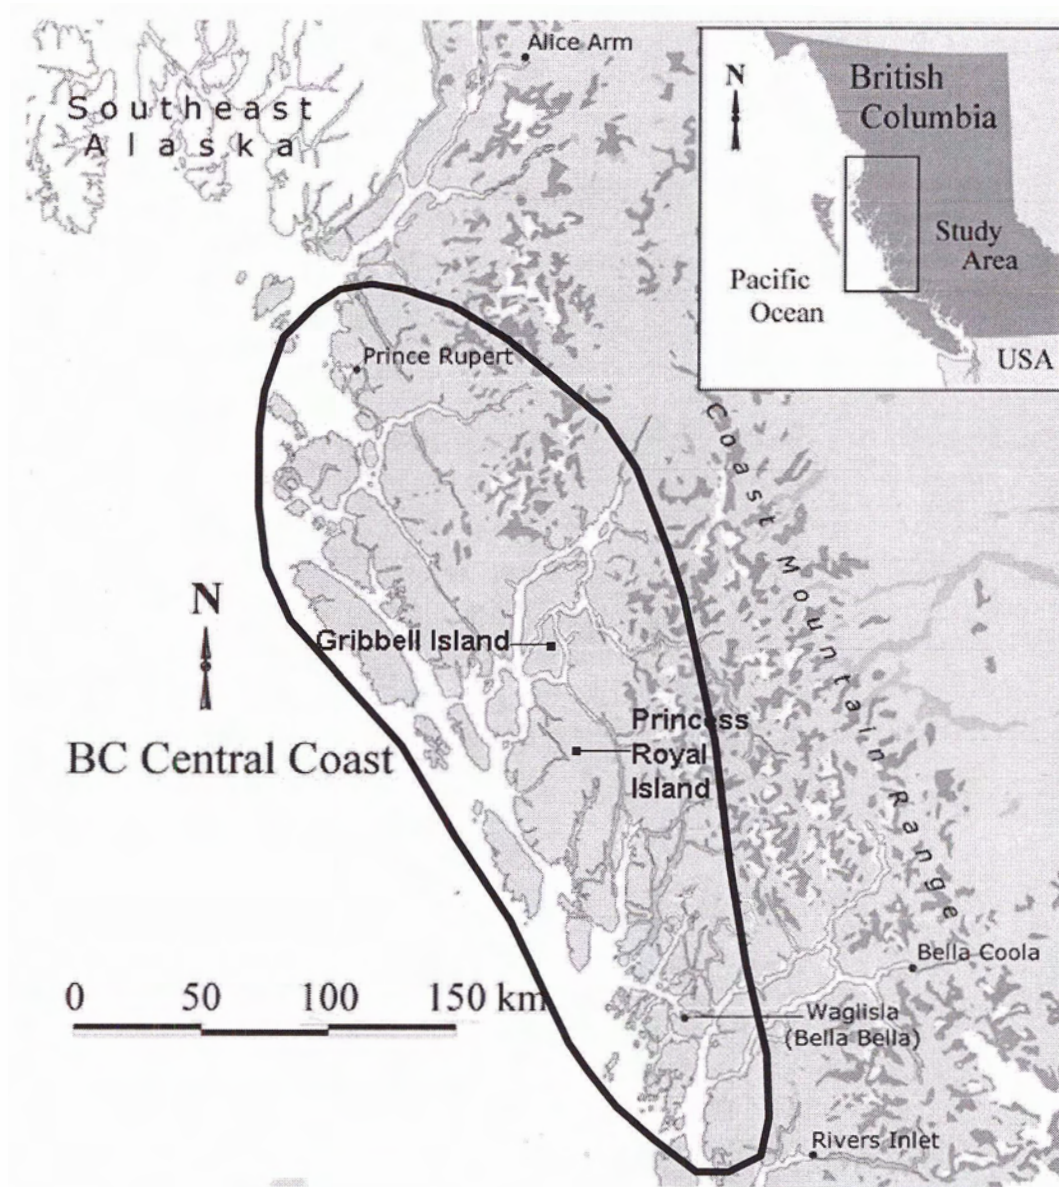 Alice Arm
Southeast
Alaska
N
British
Columbia
Study
Area
Pacific
Ocean
USA
Prince Rupert
Coast Mountain Range
N
Gribbell Island
Princess
Royal
Island
BC Central Coast
Bella Coola
0 50 100 150 km
Waglisla
(Bella Bella)
Rivers Inlet